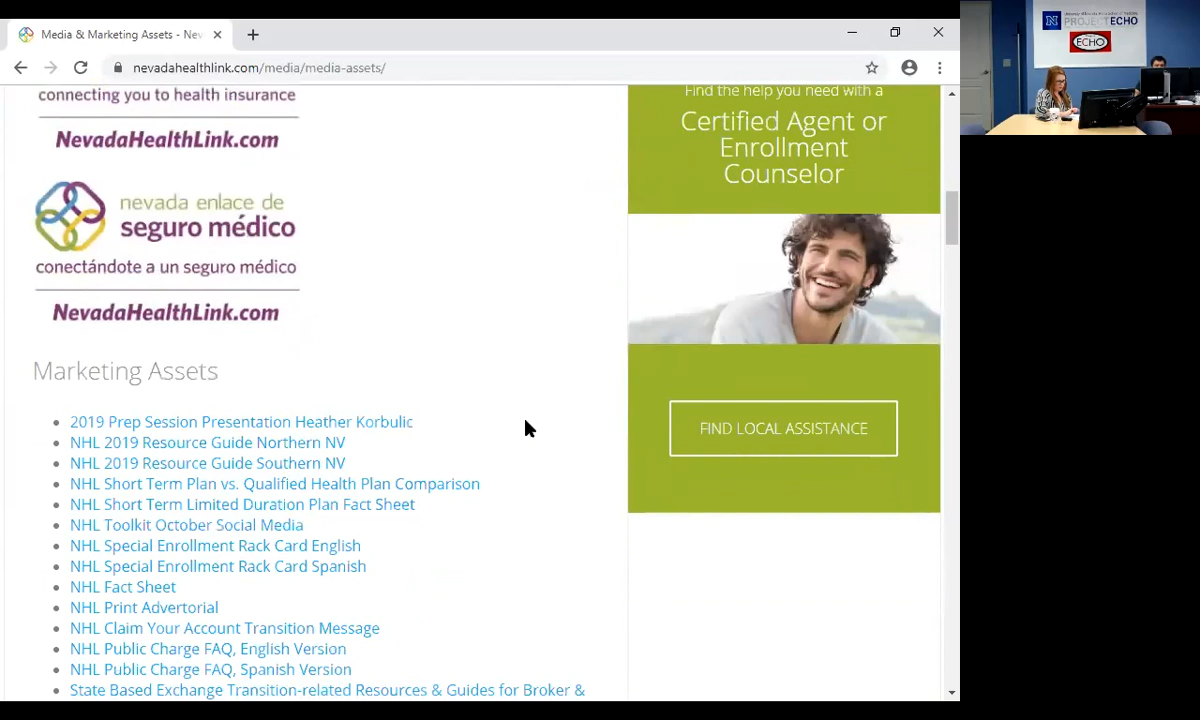 Media & Marketing Assets - Nev
nevadahealthlink.com/media/media-assets/
connecting you to health insurance
NevadaHealthLink.com
nevada enlace de
seguro médico
conectándote a un seguro médico
NevadaHealthLink.com
Marketing Assets
2019 Prep Session Presentation Heather Korbulic
NHL 2019 Resource Guide Northern NV
NHL 2019 Resource Guide Southern NV
NHL Short Term Plan vs. Qualified Health Plan Comparison
NHL Short Term Limited Duration Plan Fact Sheet
NHL Toolkit October Social Media
NHL Special Enrollment Rack Card English
NHL Special Enrollment Rack Card Spanish
NHL Fact Sheet
NHL Print Advertorial
NHL Claim Your Account Transition Message
NHL Public Charge FAQ, English Version
NHL Public Charge FAQ, Spanish Version
State Based Exchange Transition-related Resources & Guides for Broker &
Find the help you need with a
Certified Agent or
Enrollment
Counselor
FIND LOCAL ASSISTANCE
N PROJECT ECHO
ECHO